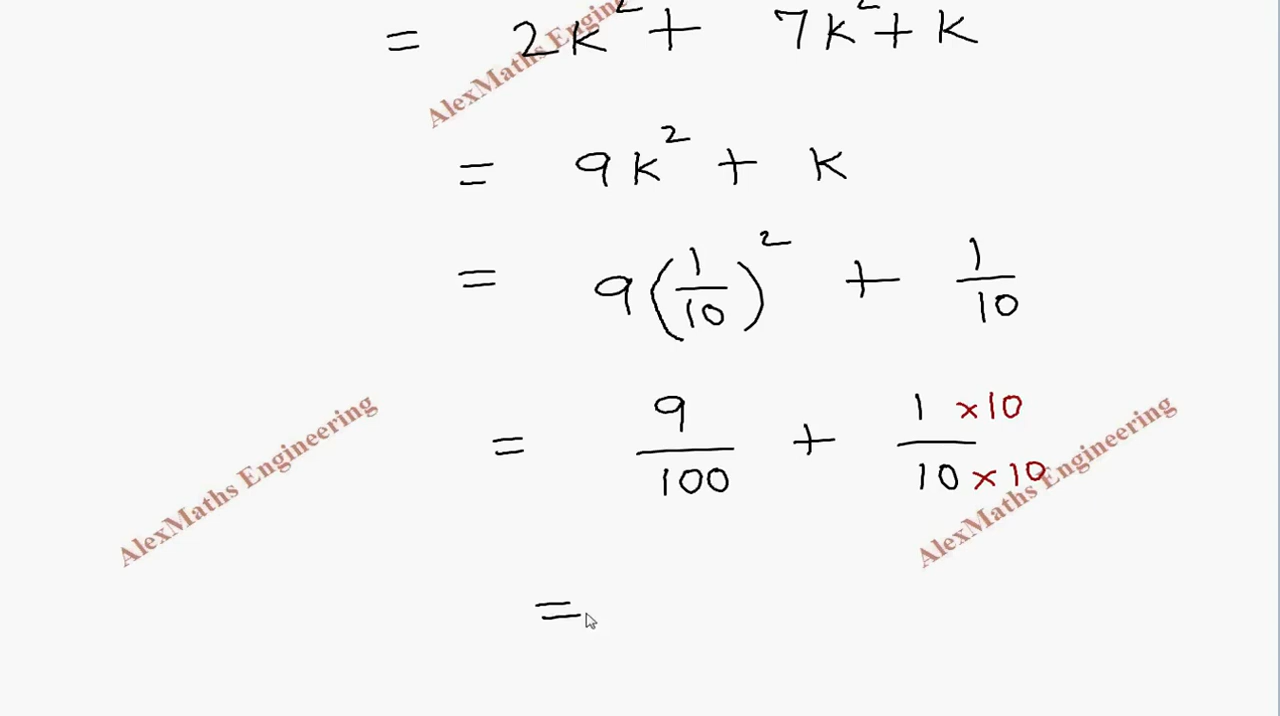 = 2k² + 7k² + k
AlexMaths Engineering
= 9k² + k
= 9(1/10)² + 1/10
= 9/100 + 1 ×10/10 ×10
AlexMaths Engineering
AlexMaths Engineering
=